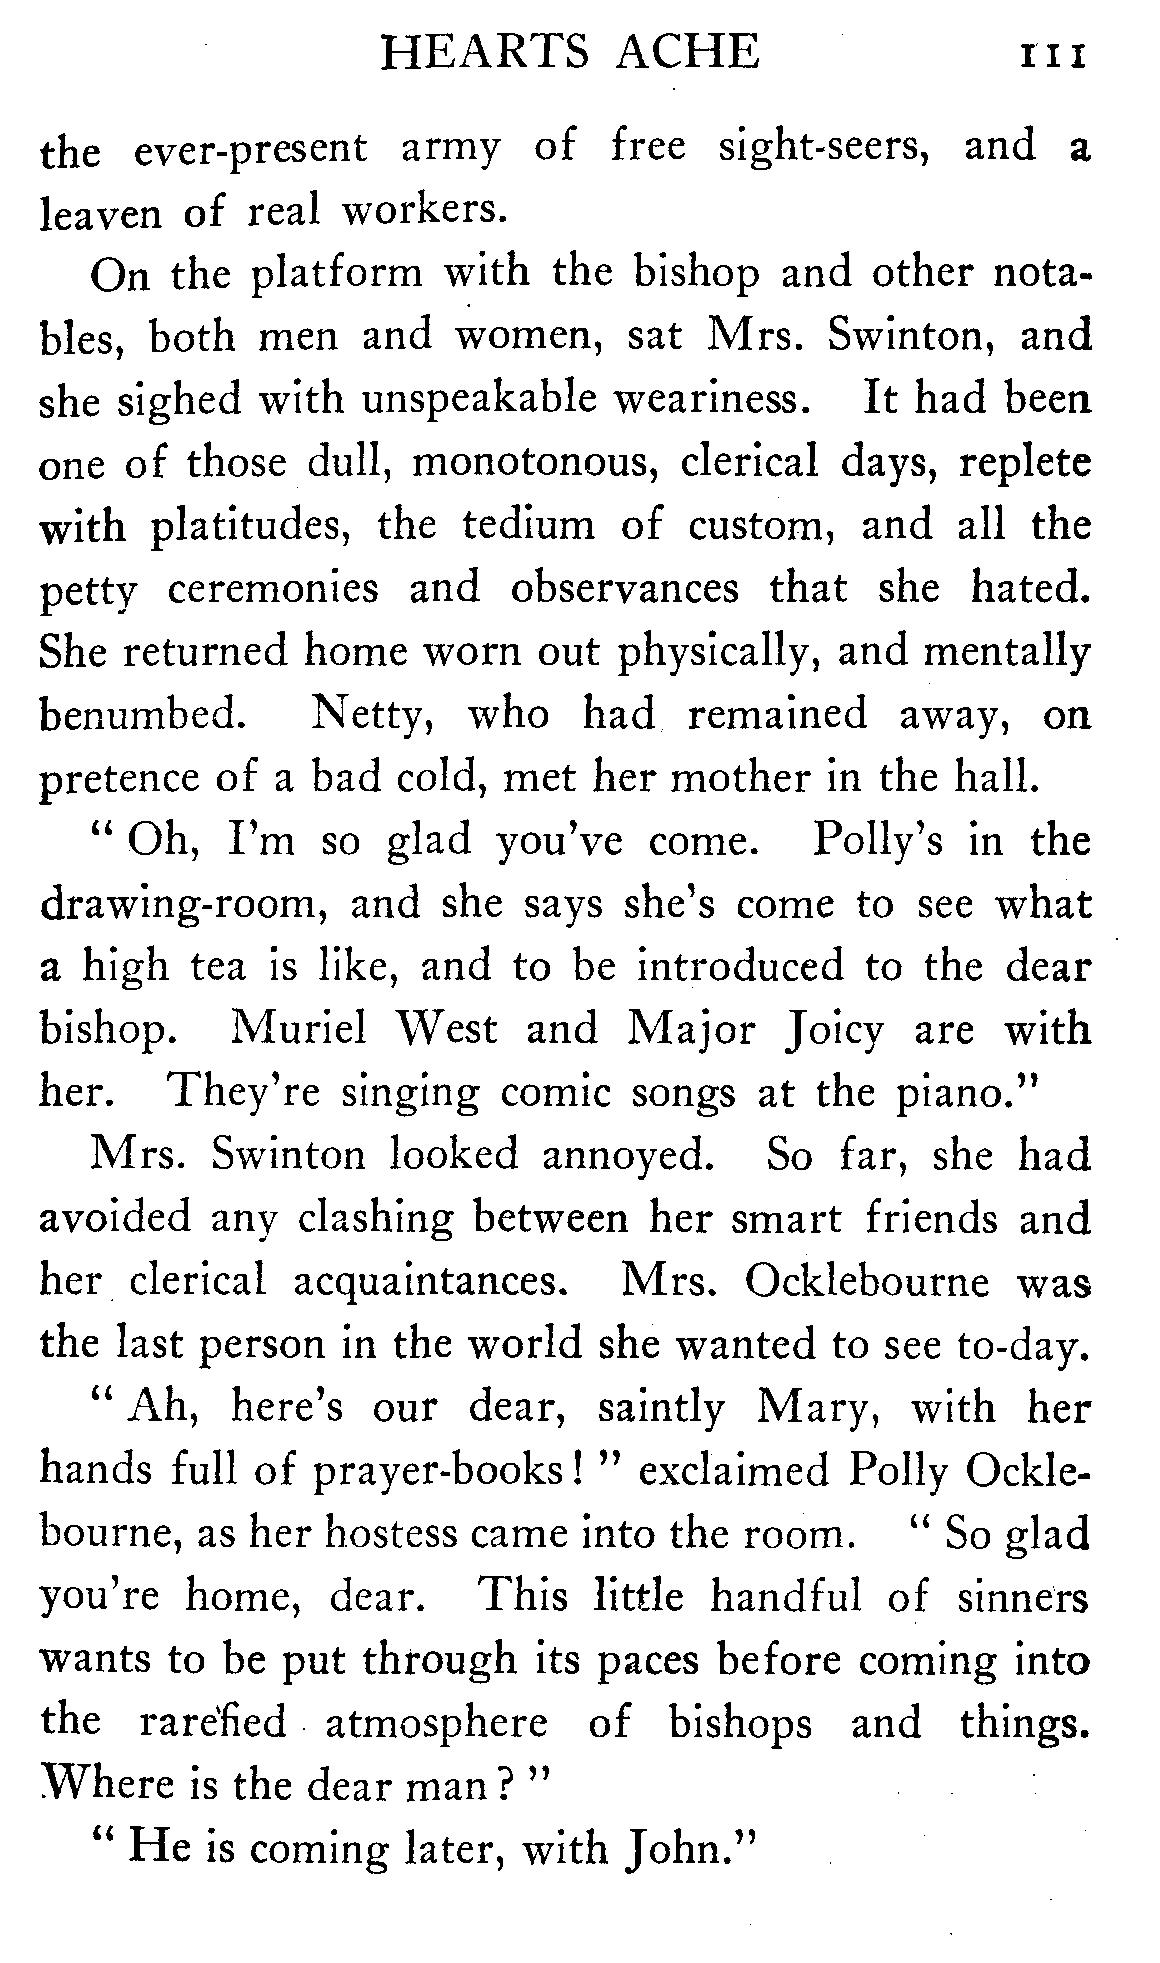 HEARTS ACHE 111
the ever-present army of free sight-seers, and a
leaven of real workers.
On the platform with the bishop and other nota-
bles, both men and women, sat Mrs. Swinton, and
she sighed with unspeakable weariness. It had been
one of those dull, monotonous, clerical days, replete
with platitudes, the tedium of custom, and all the
petty ceremonies and observances that she hated.
She returned home worn out physically, and mentally
benumbed. Netty, who had remained away, on
pretence of a bad cold, met her mother in the hall.
“ Oh, I’m so glad you’ve come. Polly’s in the
drawing-room, and she says she’s come to see what
a high tea is like, and to be introduced to the dear
bishop. Muriel West and Major Joicy are with
her. They’re singing comic songs at the piano.”
Mrs. Swinton looked annoyed. So far, she had
avoided any clashing between her smart friends and
her clerical acquaintances. Mrs. Ocklebourne was
the last person in the world she wanted to see to-day.
“ Ah, here’s our dear, saintly Mary, with her
hands full of prayer-books! ” exclaimed Polly Ockle-
bourne, as her hostess came into the room. “ So glad
you’re home, dear. This little handful of sinners
wants to be put through its paces before coming into
the rarefied atmosphere of bishops and things.
Where is the dear man? ”
“ He is coming later, with John.”